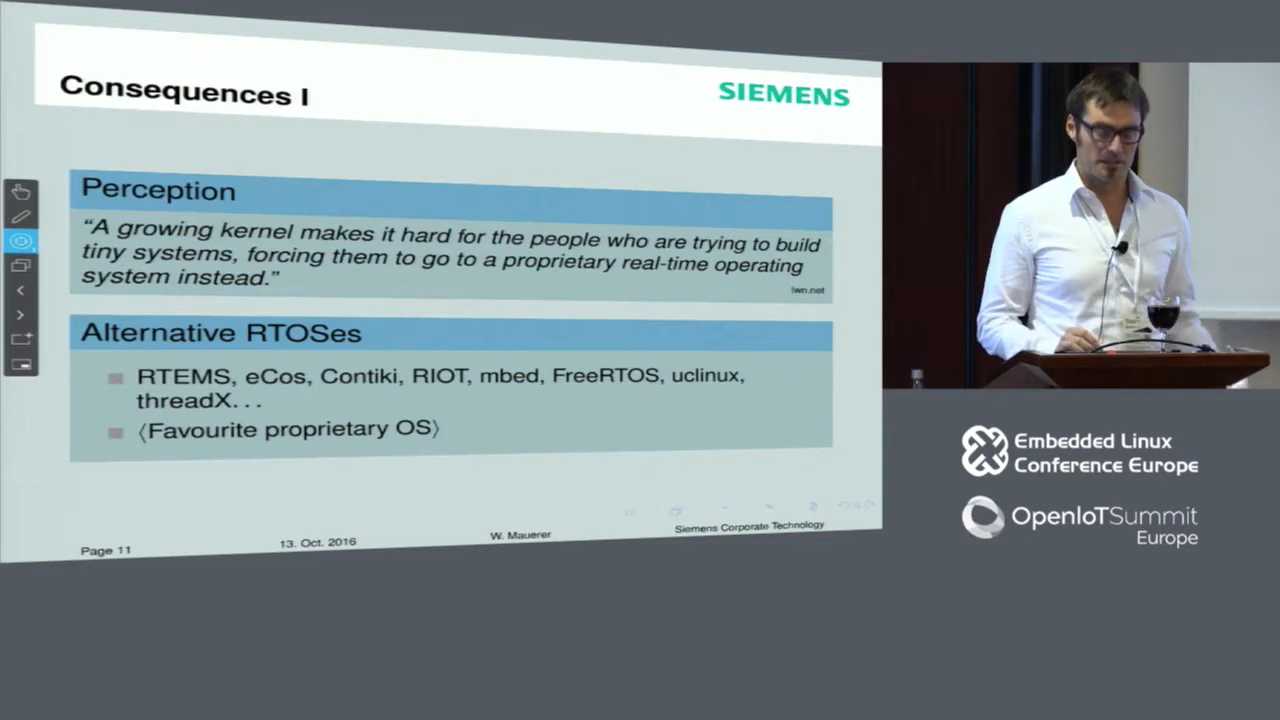 Consequences I
SIEMENS
Perception
“A growing kernel makes it hard for the people who are trying to build
tiny systems, forcing them to go to a proprietary real-time operating
system instead.”
lwn.net
Alternative RTOSes
RTEMS, eCos, Contiki, RIOT, mbed, FreeRTOS, uclinux,
threadX...
⟨Favourite proprietary OS⟩
Page 11
13. Oct. 2016
W. Mauerer
Siemens Corporate Technology
Embedded Linux
Conference Europe
OpenIoTSummit
Europe